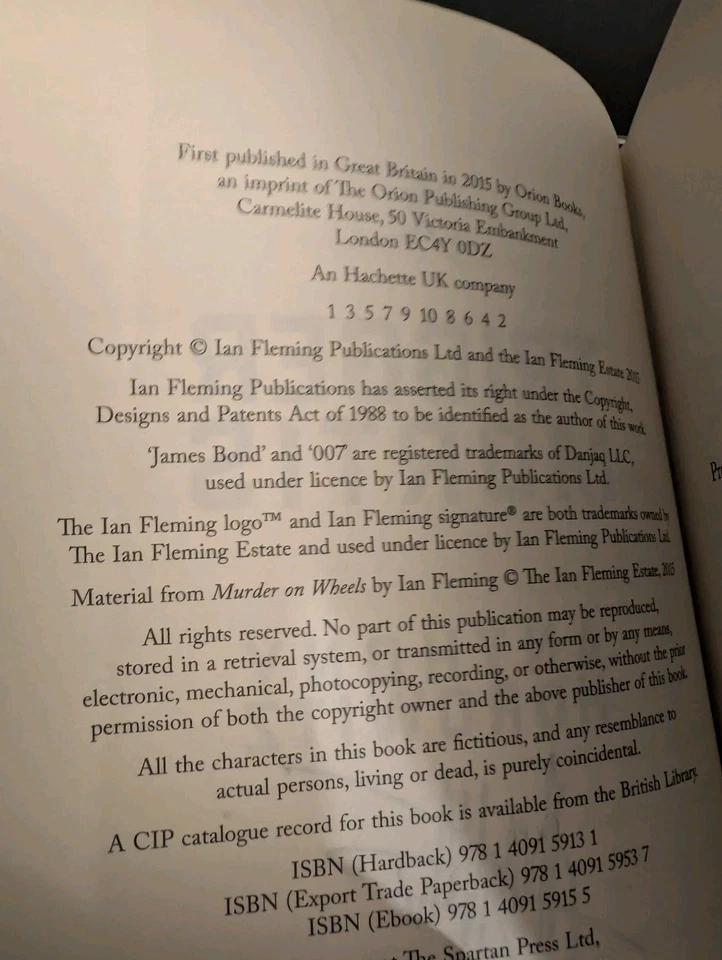 First published in Great Britain in 2015 by Orion Books,
an imprint of The Orion Publishing Group Ltd,
Carmelite House, 50 Victoria Embankment
London EC4Y 0DZ
An Hachette UK company
1 3 5 7 9 10 8 6 4 2
Copyright © Ian Fleming Publications Ltd and the Ian Fleming Estate 2015
Ian Fleming Publications has asserted its right under the Copyright,
Designs and Patents Act of 1988 to be identified as the author of this work.
‘James Bond’ and ‘007’ are registered trademarks of Danjaq LLC,
used under licence by Ian Fleming Publications Ltd.
The Ian Fleming logo™ and Ian Fleming signature® are both trademarks owned by
The Ian Fleming Estate and used under licence by Ian Fleming Publications Ltd.
Material from Murder on Wheels by Ian Fleming © The Ian Fleming Estate, 2015
All rights reserved. No part of this publication may be reproduced,
stored in a retrieval system, or transmitted in any form or by any means,
electronic, mechanical, photocopying, recording, or otherwise, without the prior
permission of both the copyright owner and the above publisher of this book.
All the characters in this book are fictitious, and any resemblance to
actual persons, living or dead, is purely coincidental.
A CIP catalogue record for this book is available from the British Library.
ISBN (Hardback) 978 1 4091 5913 1
ISBN (Export Trade Paperback) 978 1 4091 5953 7
ISBN (Ebook) 978 1 4091 5915 5
The Spartan Press Ltd,